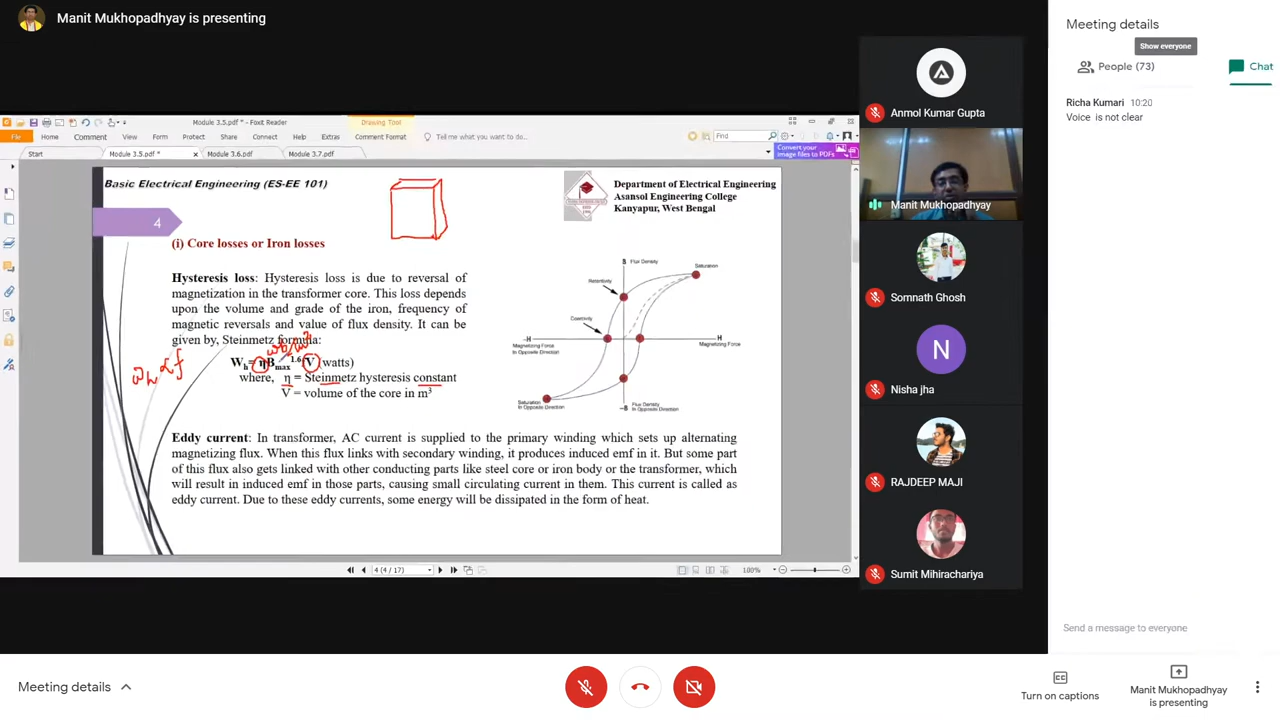 Manit Mukhopadhyay is presenting
Meeting details
Show everyone
People (73)
Chat
Richa Kumari 10:20
Voice is not clear
Module 3.5.pdf * - Foxit Reader
Drawing Tool
File Home Comment View Form Protect Share Connect Help Extras Comment Format Tell me what you want to do...
Find
Start Module 3.5.pdf * Module 3.6.pdf Module 3.7.pdf
Convert your image files to PDFs
Basic Electrical Engineering (ES-EE 101)
Department of Electrical Engineering
Asansol Engineering College
Kanyapur, West Bengal
4
(i) Core losses or Iron losses
Hysteresis loss: Hysteresis loss is due to reversal of
magnetization in the transformer core. This loss depends
upon the volume and grade of the iron, frequency of
magnetic reversals and value of flux density. It can be
given by, Steinmetz formula:
wb/m²
Wh= ηBmax1.6fV (watts)
ωh ∝ f
where, η = Steinmetz hysteresis constant
V = volume of the core in m³
B Flux Density
Saturation
Retentivity
Coercivity
-H
Magnetizing Force
In Opposite Direction
H
Magnetizing Force
Saturation
In Opposite Direction
-B
Flux Density
In Opposite Direction
Eddy current: In transformer, AC current is supplied to the primary winding which sets up alternating
magnetizing flux. When this flux links with secondary winding, it produces induced emf in it. But some part
of this flux also gets linked with other conducting parts like steel core or iron body or the transformer, which
will result in induced emf in those parts, causing small circulating current in them. This current is called as
eddy current. Due to these eddy currents, some energy will be dissipated in the form of heat.
4 (4 / 17)
100%
Anmol Kumar Gupta
Manit Mukhopadhyay
Somnath Ghosh
N
Nisha jha
RAJDEEP MAJI
Sumit Mihirachariya
Send a message to everyone
Meeting details
Turn on captions
Manit Mukhopadhyay
is presenting